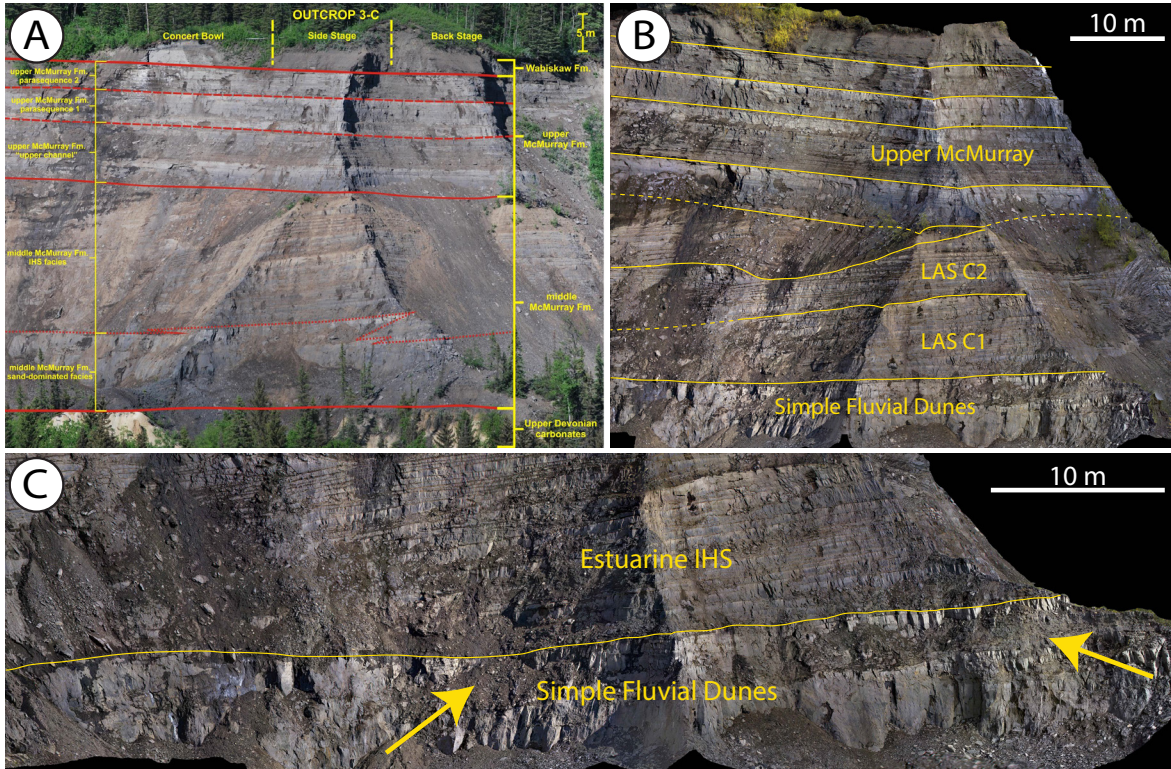 A
OUTCROP 3-C
Concert Bowl
Side Stage
Back Stage
5 m
upper McMurray Fm.
parasequence 2
upper McMurray Fm.
parasequence 1
upper McMurray Fm.
"upper channel"
middle McMurray Fm.
IHS facies
middle McMurray Fm.
sand-dominated facies
Wabiskaw Fm.
upper
McMurray Fm.
middle
McMurray Fm.
Upper Devonian
carbonates
B
10 m
Upper McMurray
LAS C2
LAS C1
Simple Fluvial Dunes
C
10 m
Estuarine IHS
Simple Fluvial Dunes